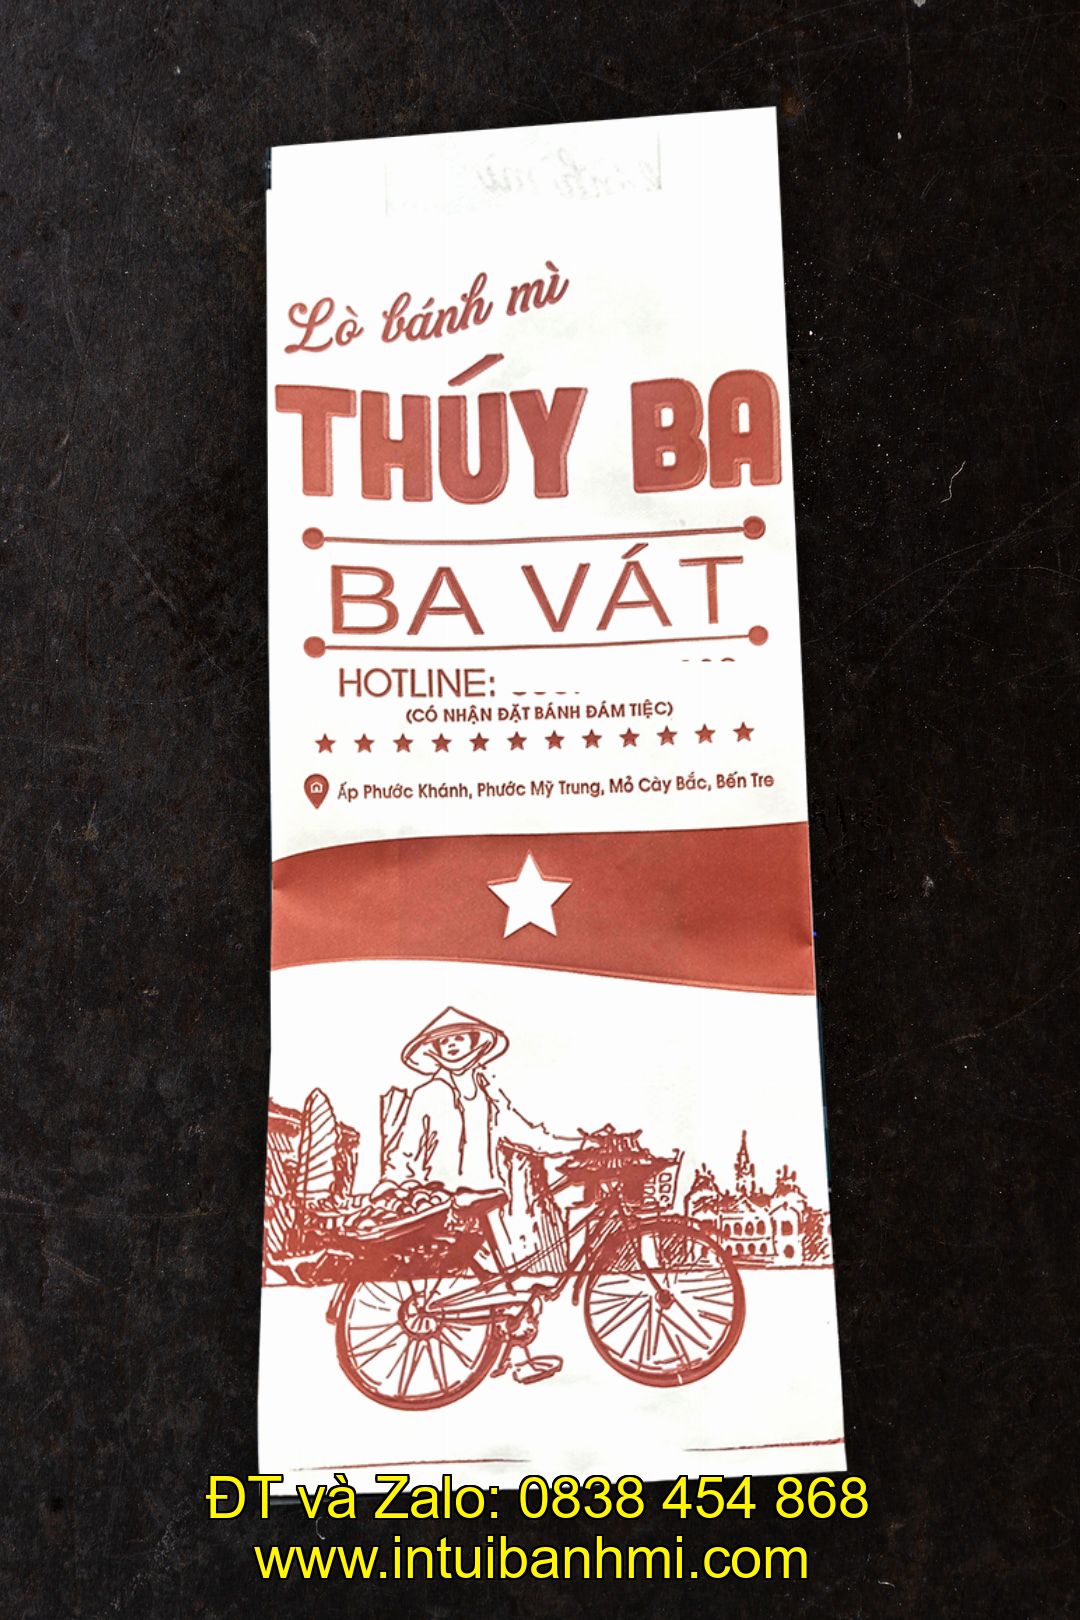 Lò bánh mì
THÚY BA
BA VÁT
HOTLINE:
(CÓ NHẬN ĐẶT BÁNH ĐÁM TIỆC)
Ấp Phước Khánh, Phước Mỹ Trung, Mỏ Cày Bắc, Bến Tre
ĐT và Zalo: 0838 454 868
www.intuibanhmi.com